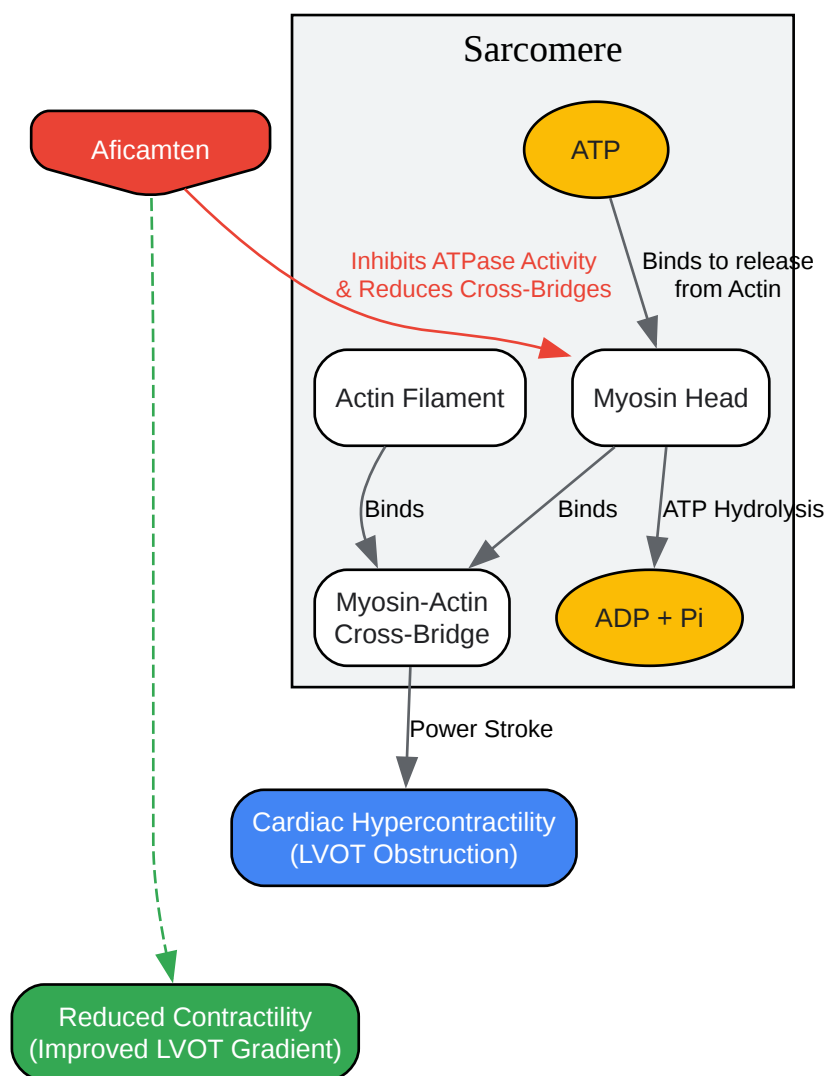 Sarcomere
Aficamten
ATP
Inhibits ATPase Activity
& Reduces Cross-Bridges
Binds to release
from Actin
Actin Filament
Myosin Head
Binds
Binds
ATP Hydrolysis
Myosin-Actin
Cross-Bridge
ADP + Pi
Power Stroke
Cardiac Hypercontractility
(LVOT Obstruction)
Reduced Contractility
(Improved LVOT Gradient)